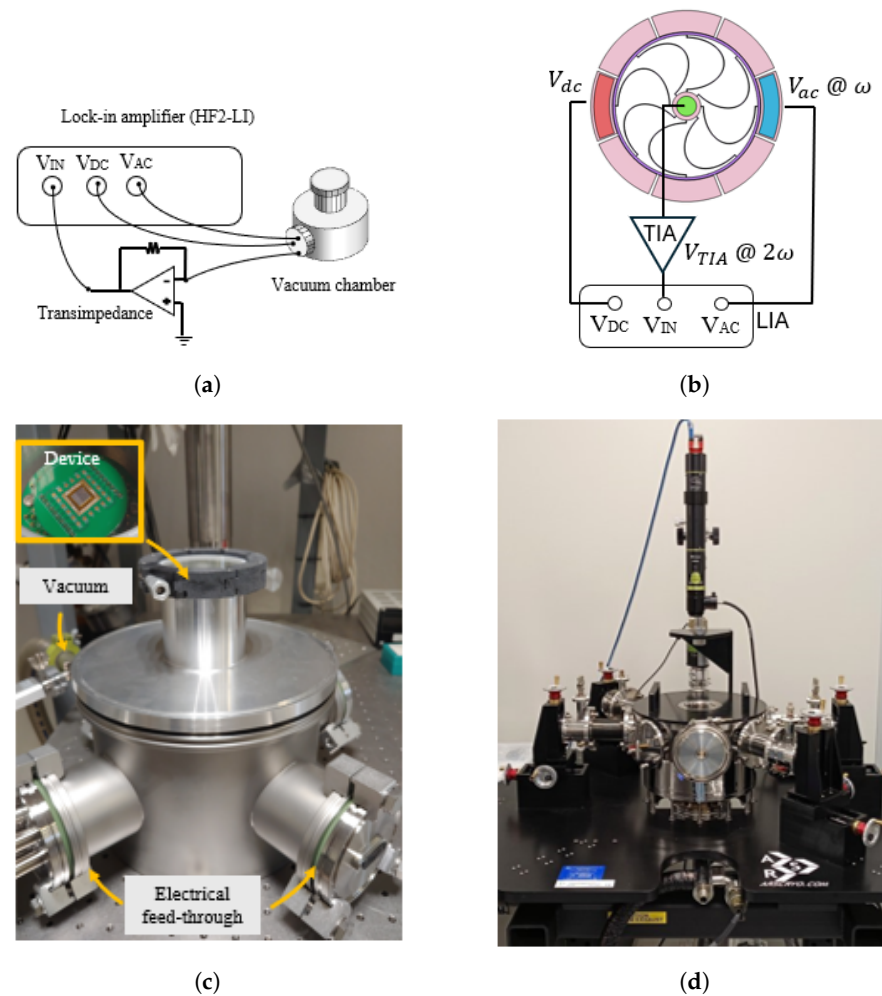 Lock-in amplifier (HF2-LI)
VIN VDC VAC
Transimpedance
Vacuum chamber
(a)
Vdc
Vac @ ω
TIA
VTIA @ 2ω
VDC VIN VAC
LIA
(b)
Device
Vacuum
Electrical
feed-through
(c)
A
S
R
ARSCRYO.COM
(d)